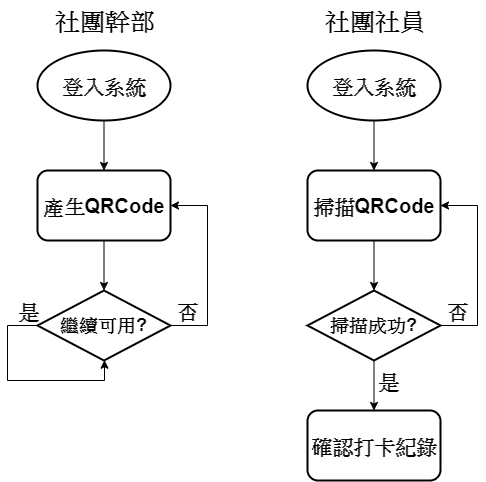 社團幹部
登入系統
產生QRCode
繼續可用?
是
否
社團社員
登入系統
掃描QRCode
掃描成功?
否
是
確認打卡紀錄